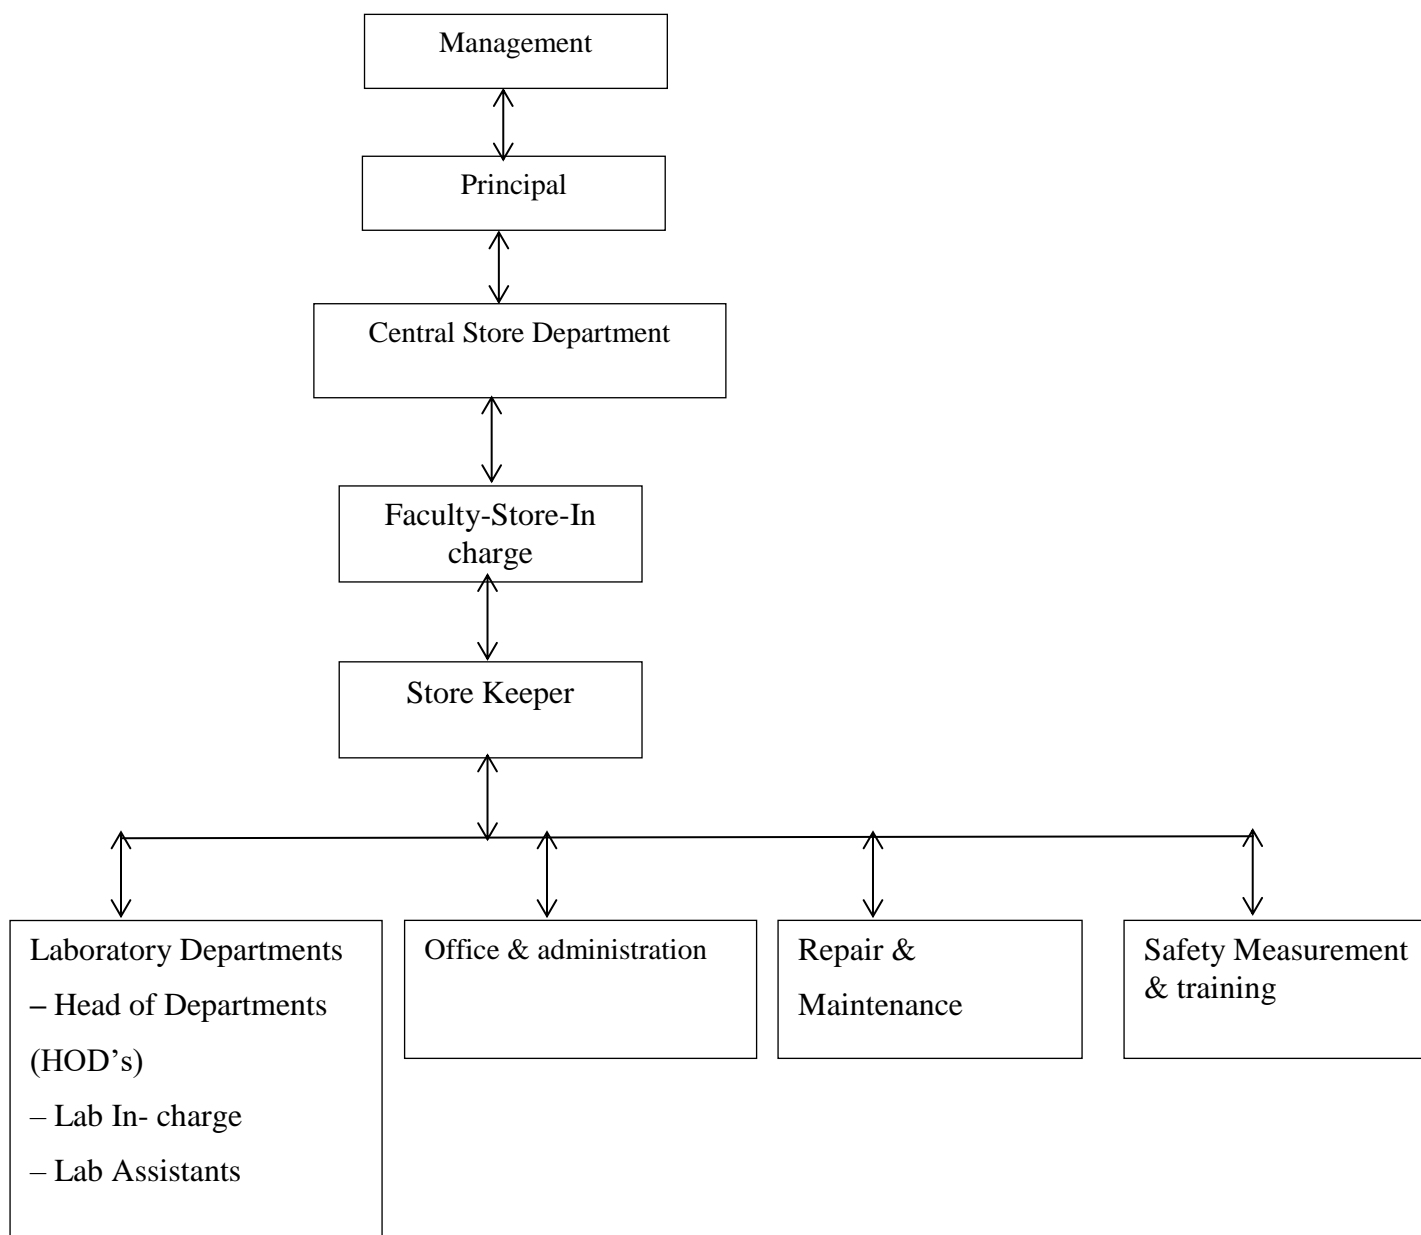 Management
Principal
Central Store Department
Faculty-Store-In
charge
Store Keeper
Laboratory Departments
– Head of Departments
(HOD’s)
– Lab In- charge
– Lab Assistants
Office & administration
Repair &
Maintenance
Safety Measurement
& training